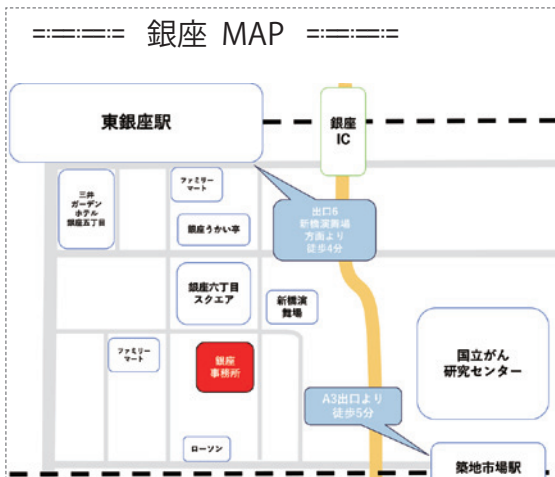 銀座 MAP
東銀座駅
銀座
IC
三井
ガーデン
ホテル
銀座五丁目
ファミリー
マート
銀座うかい亭
出口6
新橋演舞場
方面より
徒歩4分
銀座六丁目
スクエア
新橋演
舞場
ファミリー
マート
銀座
事務所
国立がん
研究センター
A3出口より
徒歩5分
ローソン
築地市場駅